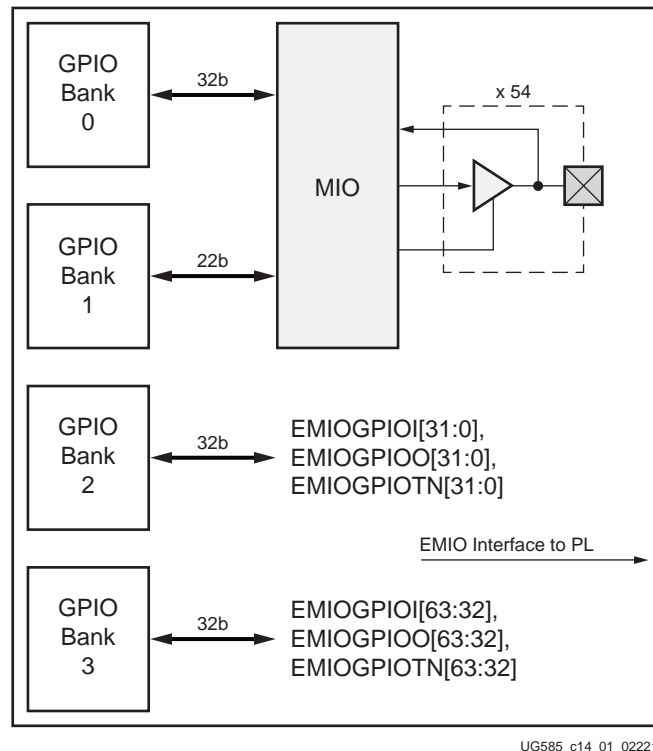 GPIO
Bank
0
32b
MIO
x 54
GPIO
Bank
1
22b
GPIO
Bank
2
32b
EMIOGPIOI[31:0],
EMIOGPIOO[31:0],
EMIOGPIOTN[31:0]
EMIO Interface to PL
GPIO
Bank
3
32b
EMIOGPIOI[63:32],
EMIOGPIOO[63:32],
EMIOGPIOTN[63:32]
UG585_c14_01_0222